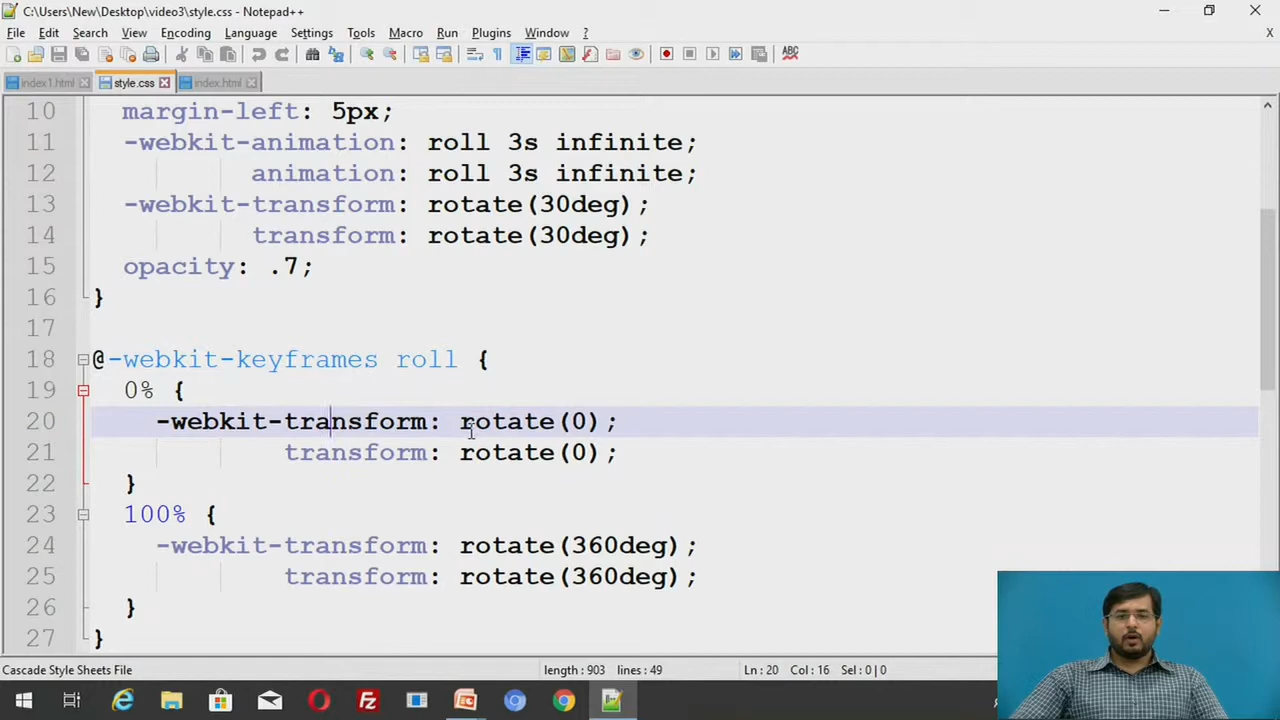 C:\Users\New\Desktop\video3\style.css - Notepad++
File Edit Search View Encoding Language Settings Tools Macro Run Plugins Window ? X
ABC
index1.html style.css index.html
10 margin-left: 5px;
11 -webkit-animation: roll 3s infinite;
12 animation: roll 3s infinite;
13 -webkit-transform: rotate(30deg);
14 transform: rotate(30deg);
15 opacity: .7;
16 }
17
18 @-webkit-keyframes roll {
19 0% {
20 -webkit-transform: rotate(0);
21 transform: rotate(0);
22 }
23 100% {
24 -webkit-transform: rotate(360deg);
25 transform: rotate(360deg);
26 }
27 }
Cascade Style Sheets File length : 903 lines : 49 Ln : 20 Col : 16 Sel : 0 | 0